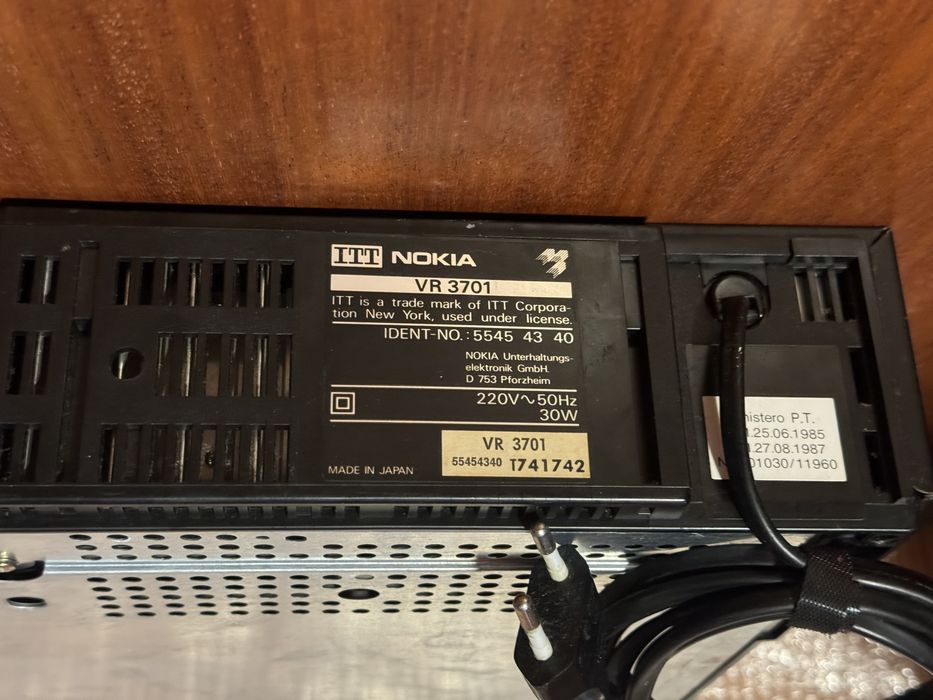 ITT NOKIA
VR 3701
ITT is a trade mark of ITT Corpora-
tion New York, used under license.
IDENT-NO.: 5545 43 40
NOKIA Unterhaltungs-
elektronik GmbH.
D 753 Pforzheim
220V~50Hz
30W
VR 3701
55454340 T741742
MADE IN JAPAN
P.T.
.25.06.1985
.27.08.1987
01030/11960